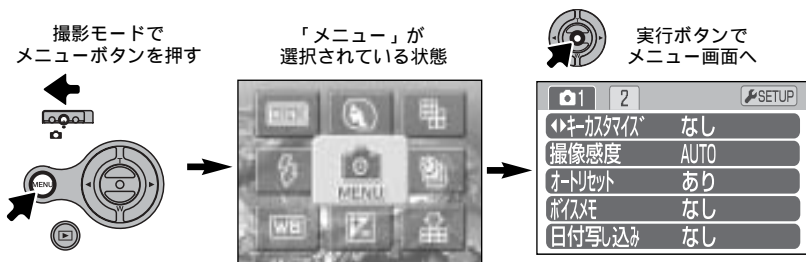 撮影モードで
メニューボタンを押す
MENU
W
「メニュー」が
選択されている状態
MENU
WB
実行ボタンで
メニュー画面へ
1 2 SETUP
キーカスタマイズ なし
撮像感度 AUTO
オートリセット あり
ボイスメモ なし
日付写し込み なし